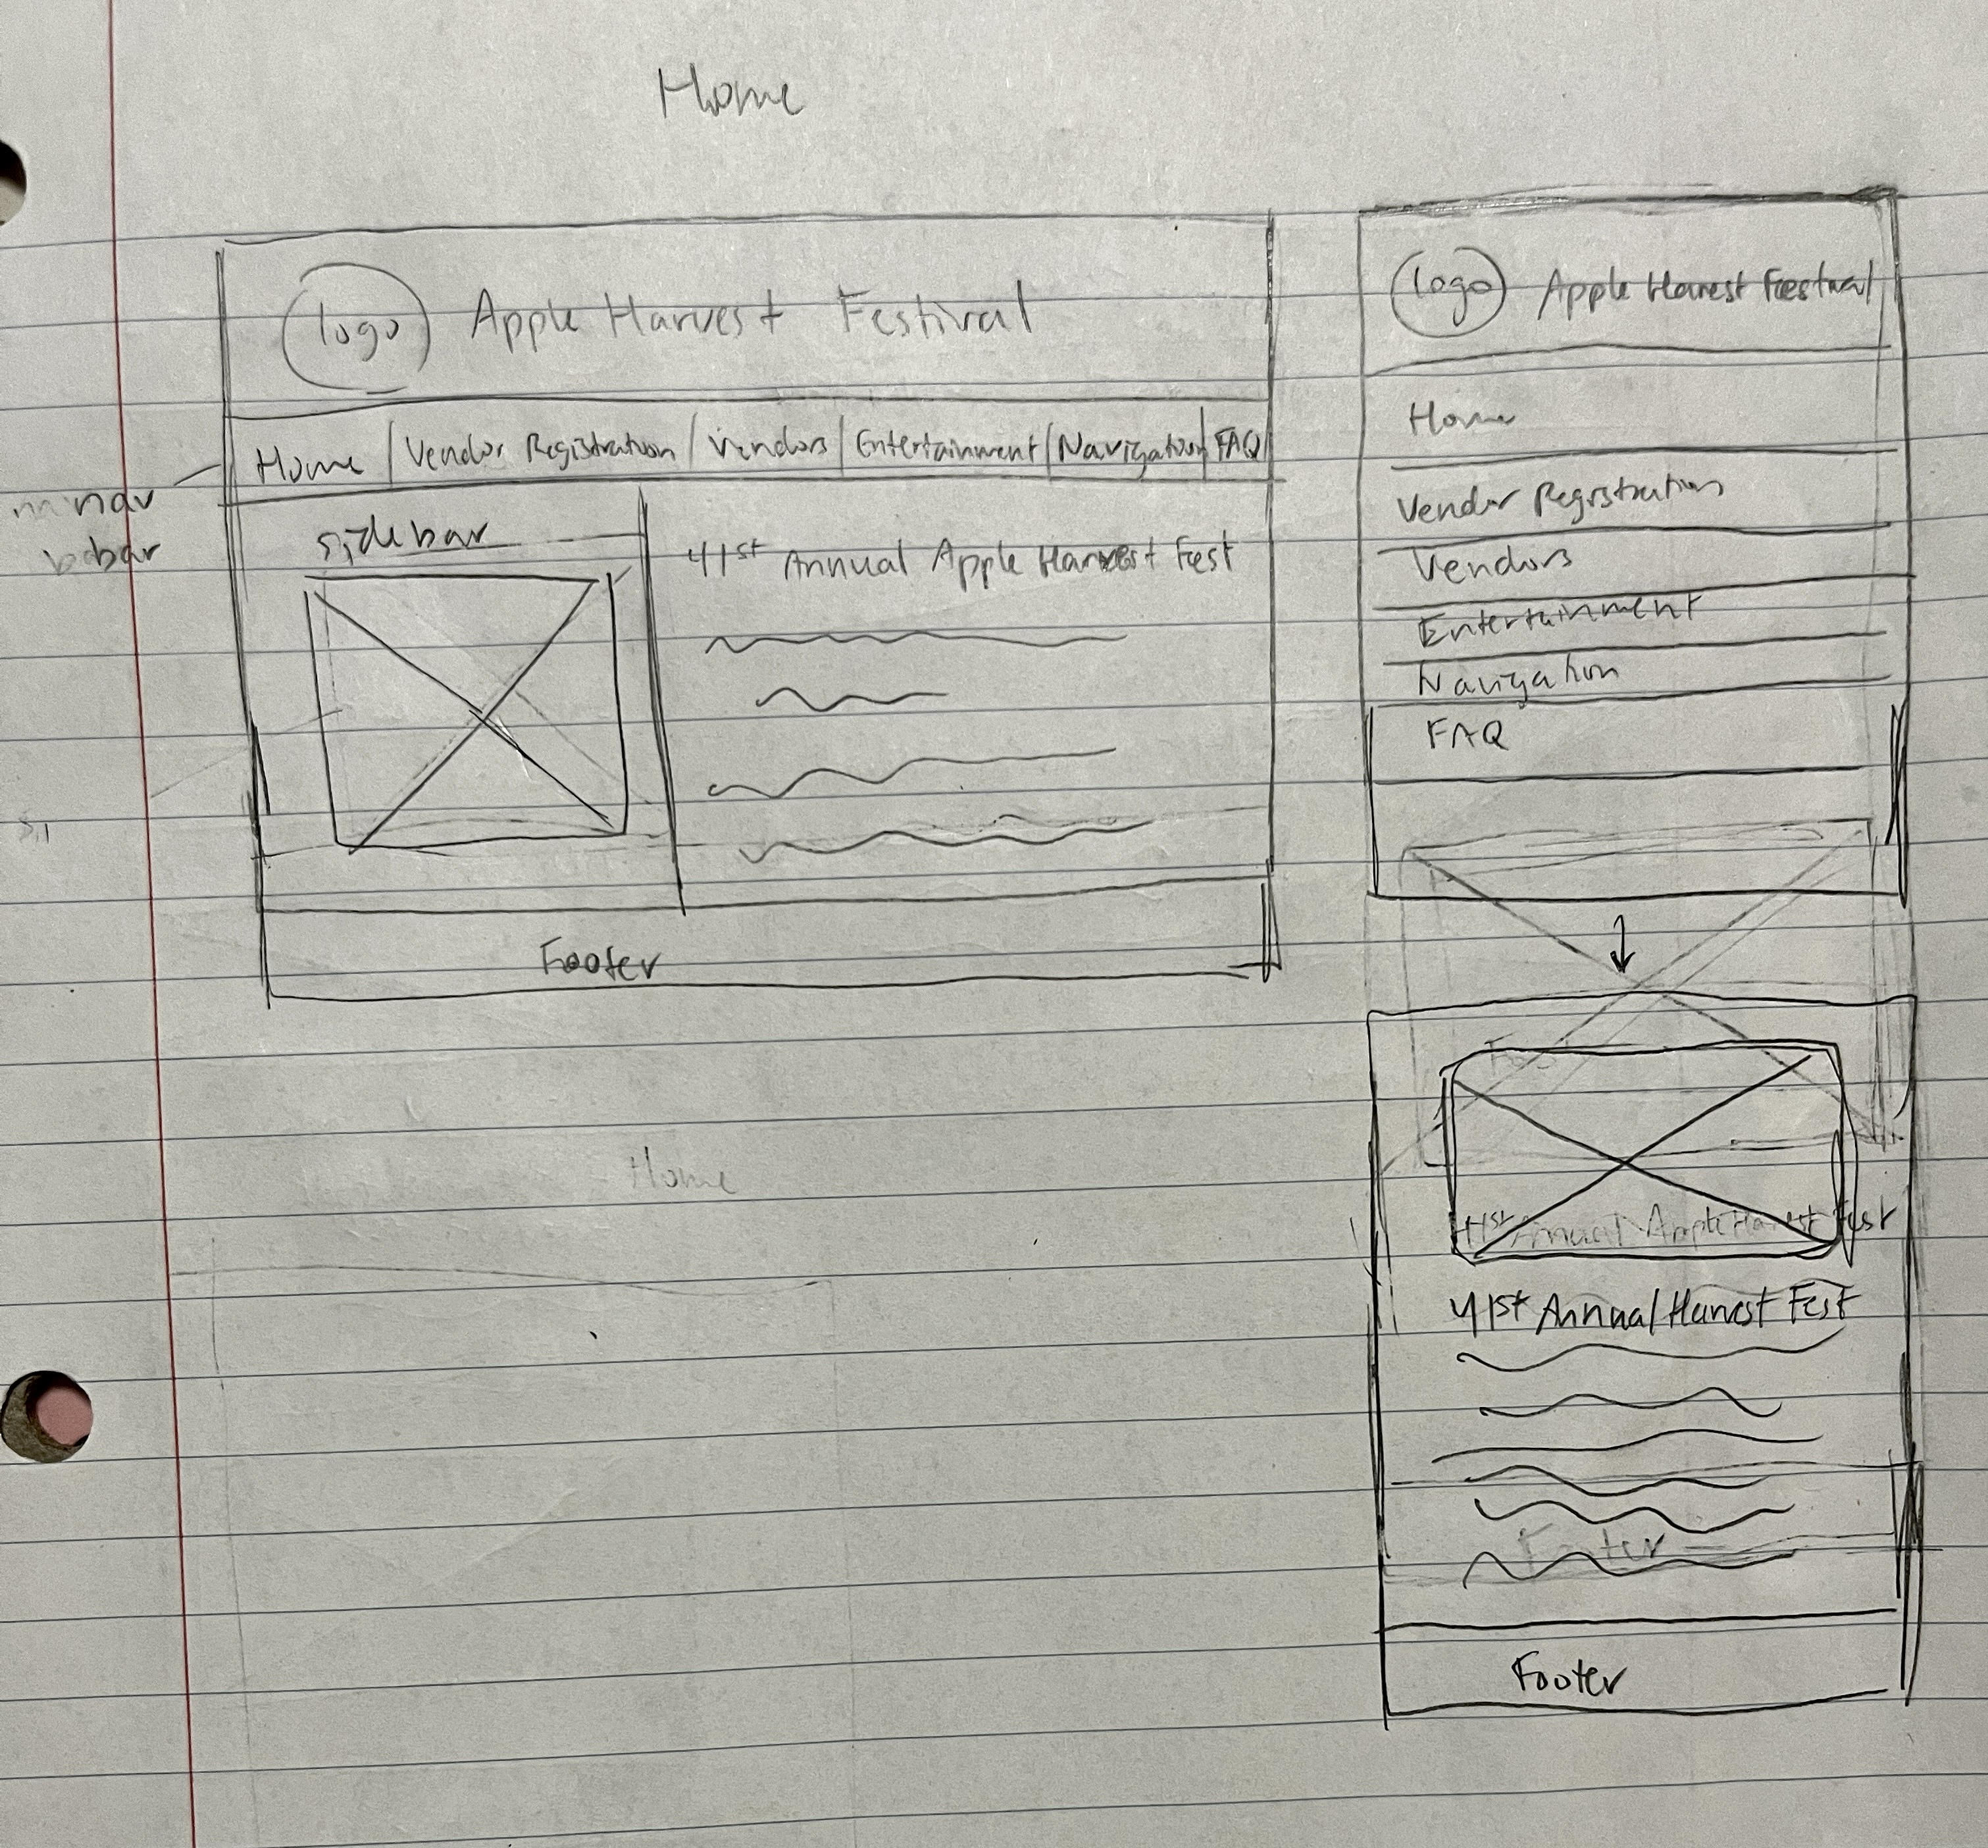 Home
logo Apple Harvest Festival
Home / Vendor Registration / Vendors / Entertainment / Navigation FAQ
nav
bar
sidebar
41st Annual Apple Harvest Fest
Footer
Home
logo Apple Harvest Festival
Home
Vendor Registration
Vendors
Entertainment
Navigation
FAQ
41st Annual Apple Harvest Fest
41st Annual Harvest Fest
Footer
Footer